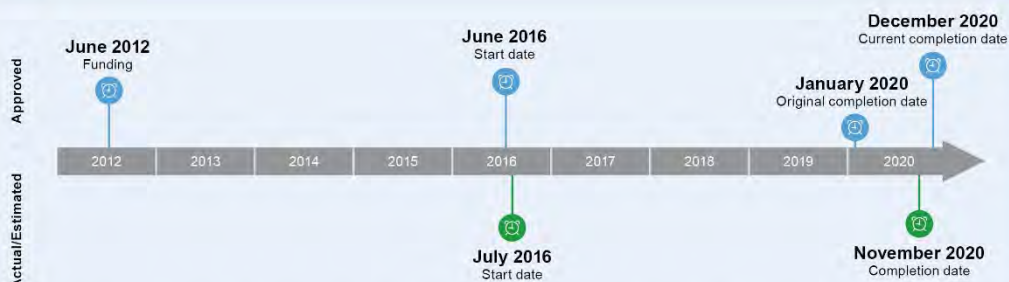 Approved
June 2012
Funding
June 2016
Start date
January 2020
Original completion date
December 2020
Current completion date
2012 2013 2014 2015 2016 2017 2018 2019 2020
Actual/Estimated
July 2016
Start date
November 2020
Completion date